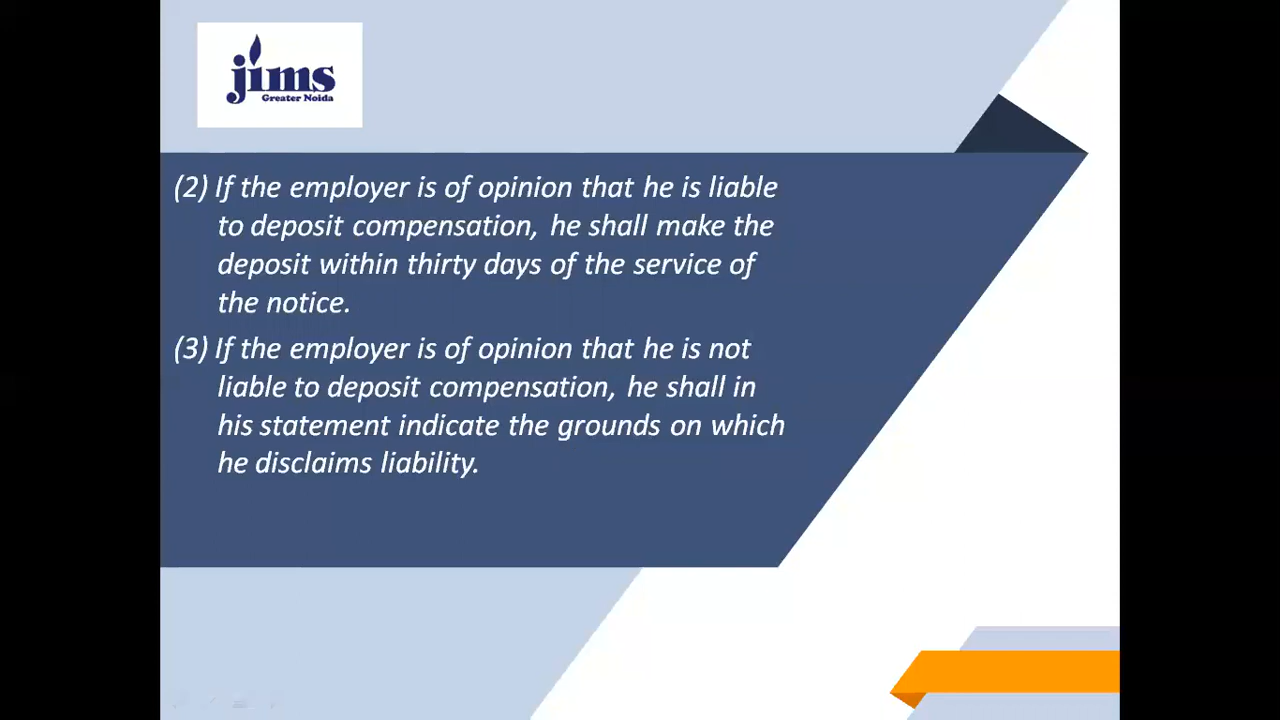 jims
Greater Noida
(2) If the employer is of opinion that he is liable
to deposit compensation, he shall make the
deposit within thirty days of the service of
the notice.
(3) If the employer is of opinion that he is not
liable to deposit compensation, he shall in
his statement indicate the grounds on which
he disclaims liability.